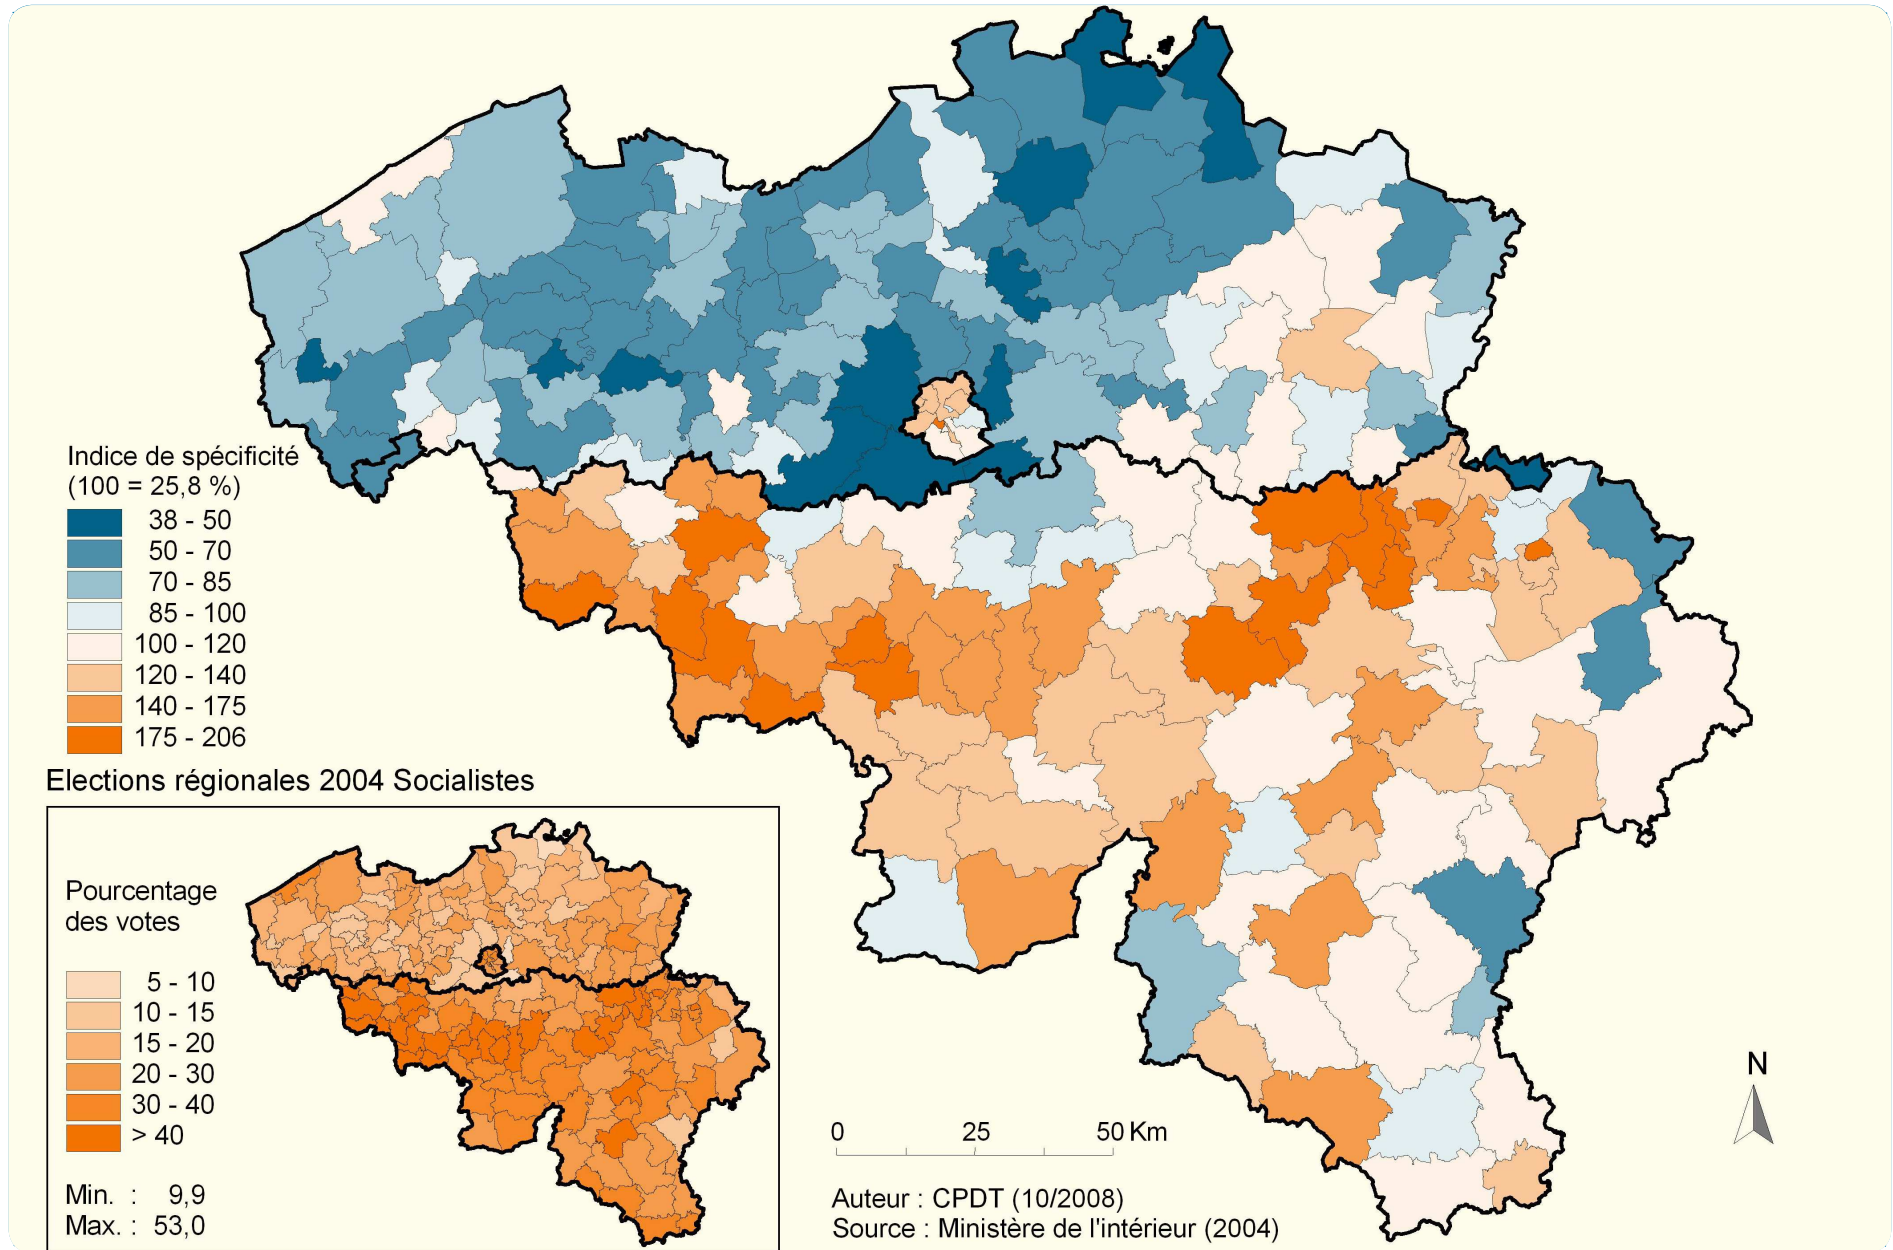 Indice de spécificité
(100 = 25,8 %)
38 - 50
50 - 70
70 - 85
85 - 100
100 - 120
120 - 140
140 - 175
175 - 206
Elections régionales 2004 Socialistes
Pourcentage
des votes
5 - 10
10 - 15
15 - 20
20 - 30
30 - 40
> 40
Min. : 9,9
Max. : 53,0
0 25 50 Km
Auteur : CPDT (10/2008)
Source : Ministère de l'intérieur (2004)
N